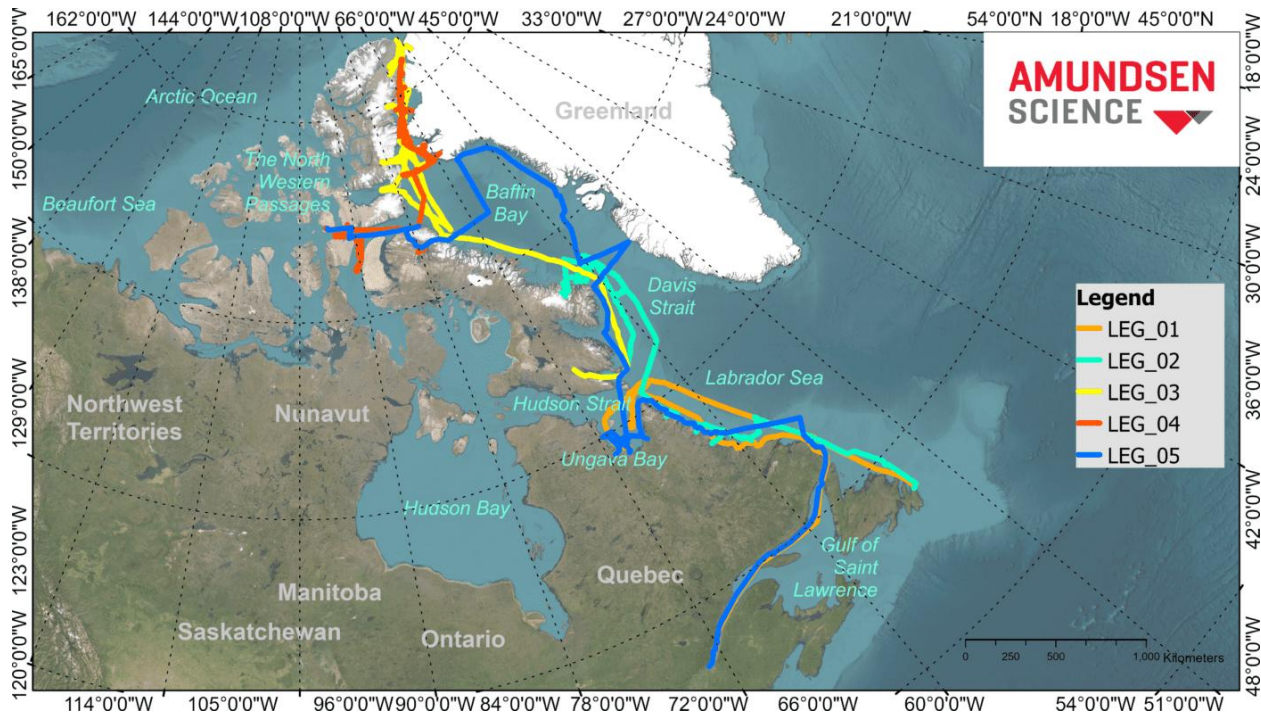 162°0'0"W 144°0'0"W 108°0'0"W 66°0'0"W 45°0'0"W 33°0'0"W 27°0'0"W 24°0'0"W 21°0'0"W 54°0'0"N 18°0'0"W 45°0'0"N
165°0'0"W
150°0'0"W
138°0'0"W
129°0'0"W
123°0'0"W
120°0'0"W
Arctic Ocean
Greenland
AMUNDSEN
SCIENCE
The North
Western
Passages
Beaufort Sea
Baffin
Bay
Davis
Strait
Legend
LEG_01
LEG_02
LEG_03
LEG_04
LEG_05
Labrador Sea
Hudson Strait
Northwest
Territories
Nunavut
Ungava Bay
Hudson Bay
Gulf of
Saint
Lawrence
Quebec
Manitoba
Saskatchewan
Ontario
0 250 500 1,000 Kilometers
18°0'0"W
24°0'0"W
30°0'0"W
36°0'0"W
42°0'0"W
48°0'0"W
114°0'0"W 105°0'0"W 96°0'0"W 90°0'0"W 84°0'0"W 78°0'0"W 72°0'0"W 66°0'0"W 60°0'0"W 54°0'0"W 51°0'0"W